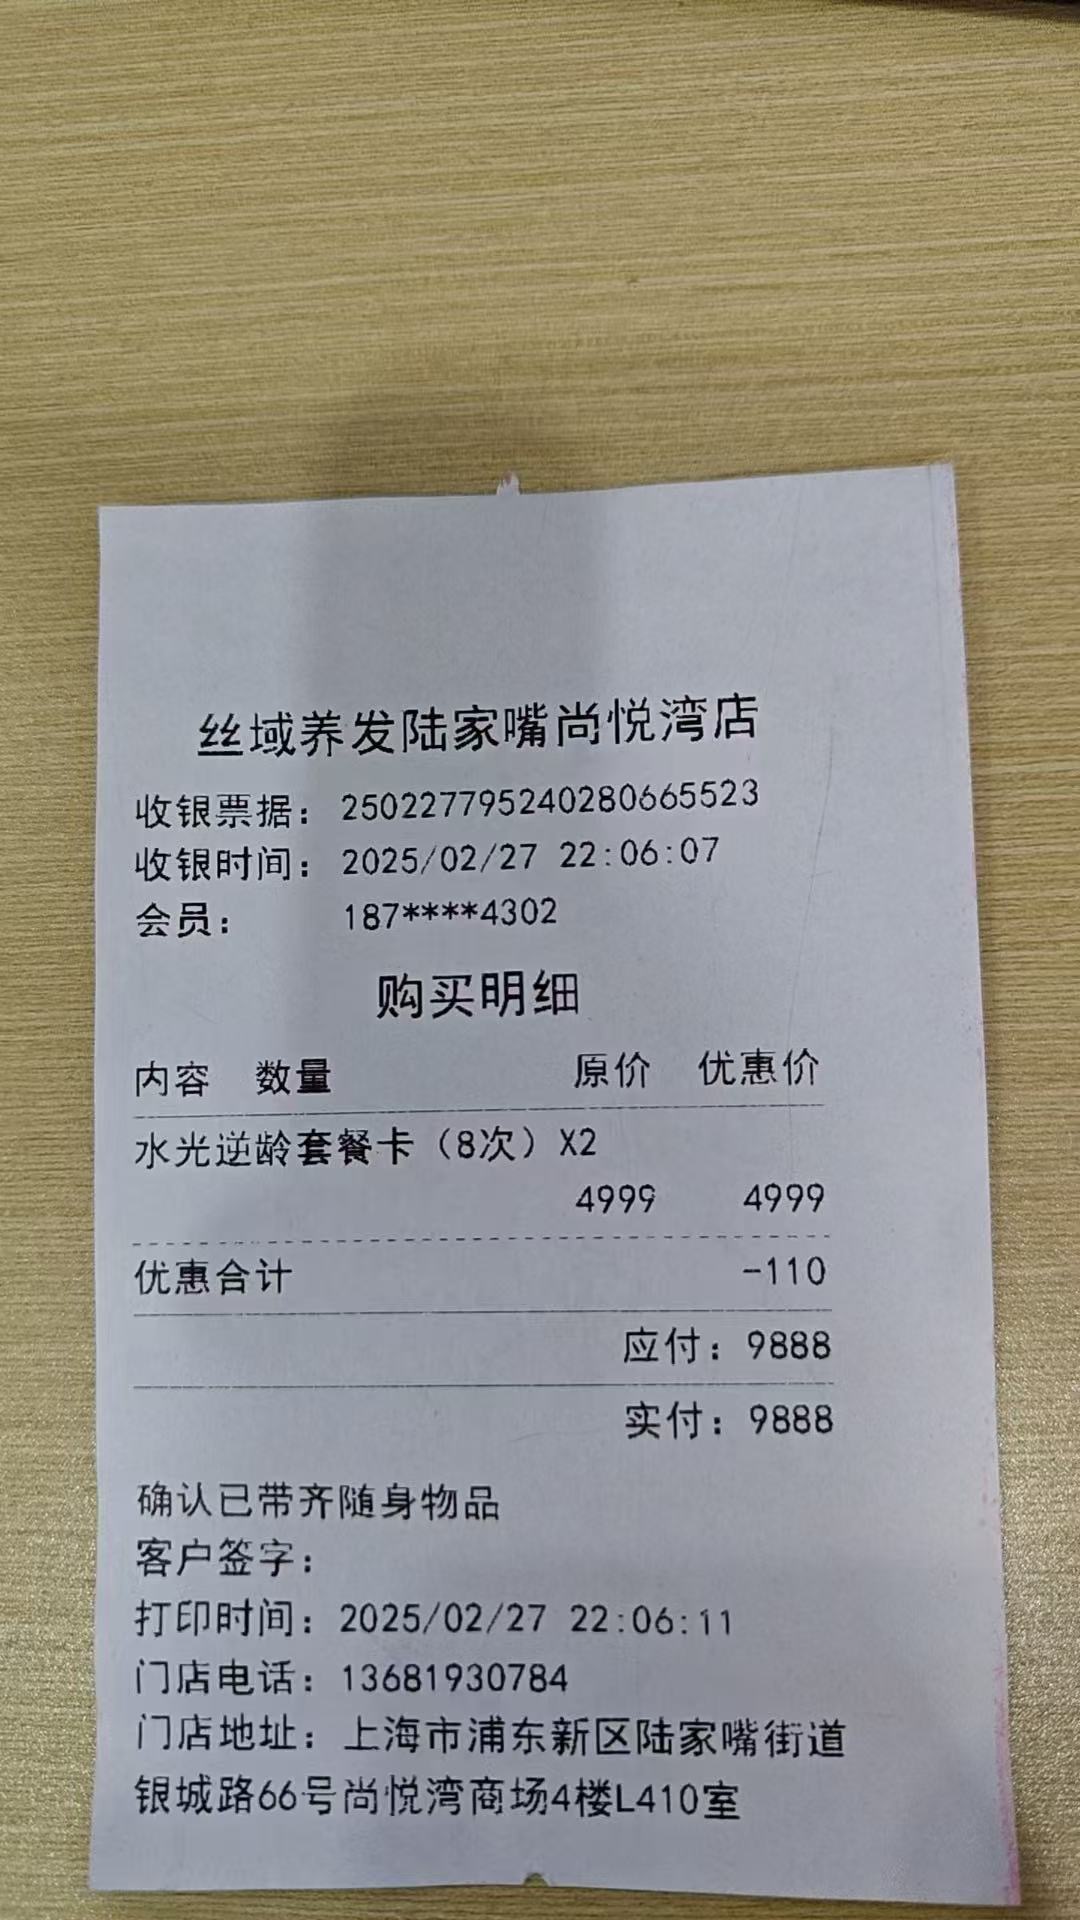 丝域养发陆家嘴尚悦湾店
收银票据：250227795240280665523
收银时间：2025/02/27 22:06:07
会员： 187****4302
购买明细
内容 数量 原价 优惠价
水光逆龄套餐卡（8次）X2
4999 4999
优惠合计 -110
应付：9888
实付：9888
确认已带齐随身物品
客户签字：
打印时间：2025/02/27 22:06:11
门店电话：13681930784
门店地址：上海市浦东新区陆家嘴街道
银城路66号尚悦湾商场4楼L410室